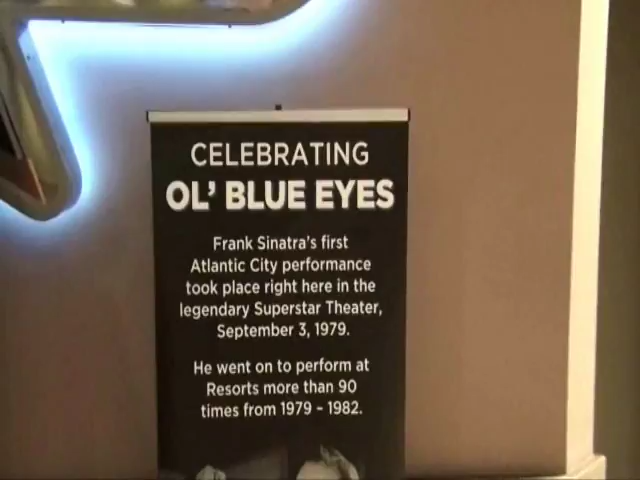 CELEBRATING
OL' BLUE EYES
Frank Sinatra's first
Atlantic City performance
took place right here in the
legendary Superstar Theater,
September 3, 1979.
He went on to perform at
Resorts more than 90
times from 1979 - 1982.